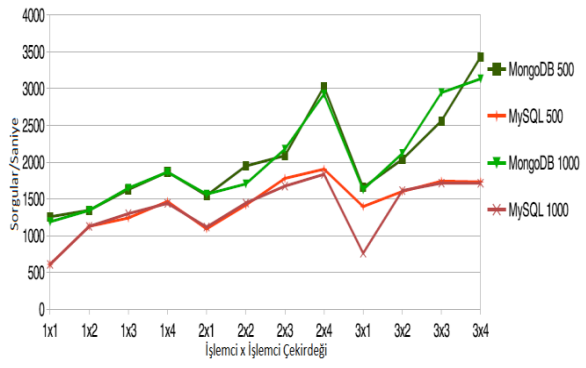 4000
3500
3000
2500
2000
1500
1000
500
0
Sorgular/Saniye
1x1 1x2 1x3 1x4 2x1 2x2 2x3 2x4 3x1 3x2 3x3 3x4
İşlemci x İşlemci Çekirdeği
MongoDB 500
MySQL 500
MongoDB 1000
MySQL 1000